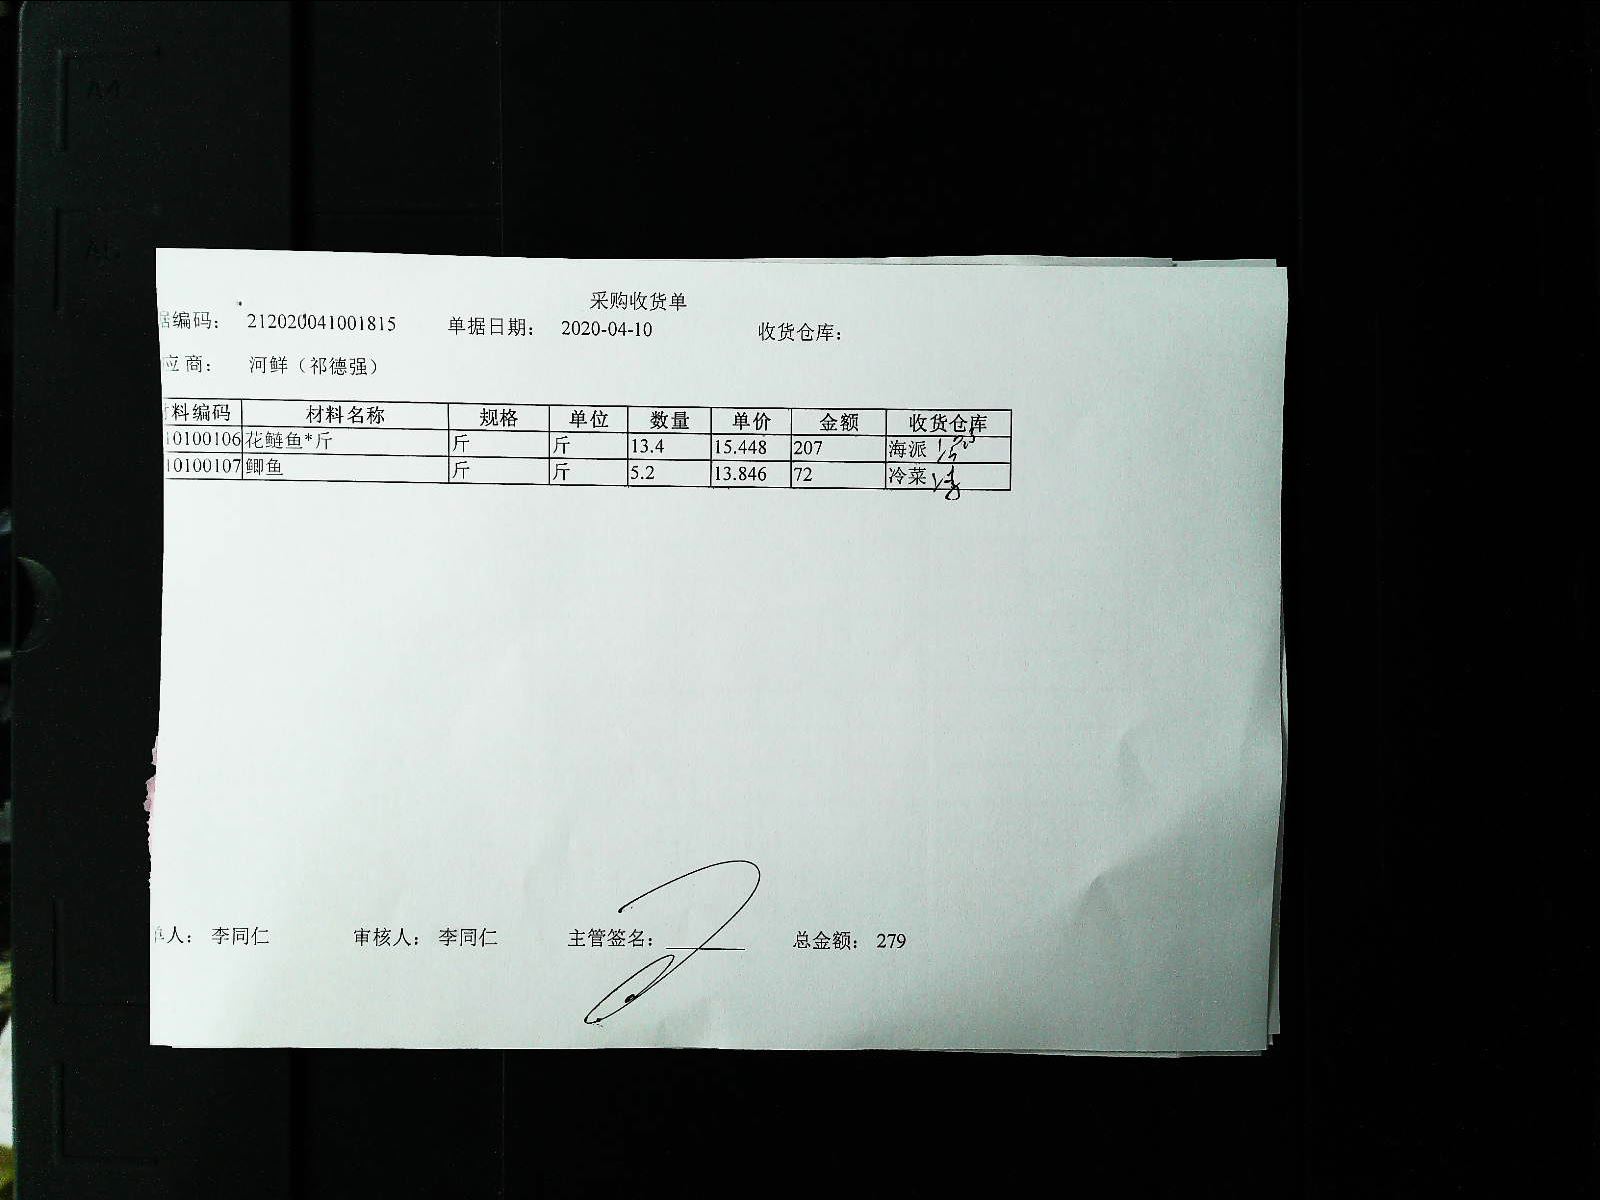 采购收货单
据编码： 212020041001815 单据日期： 2020-04-10 收货仓库：
应商： 河鲜（祁德强）
料编码 材料名称 规格 单位 数量 单价 金额 收货仓库
10100106 花鲢鱼*斤 斤 斤 13.4 15.448 207 海派
10100107 鲫鱼 斤 斤 5.2 13.846 72 冷菜
人： 李同仁 审核人： 李同仁 主管签名： 总金额： 279